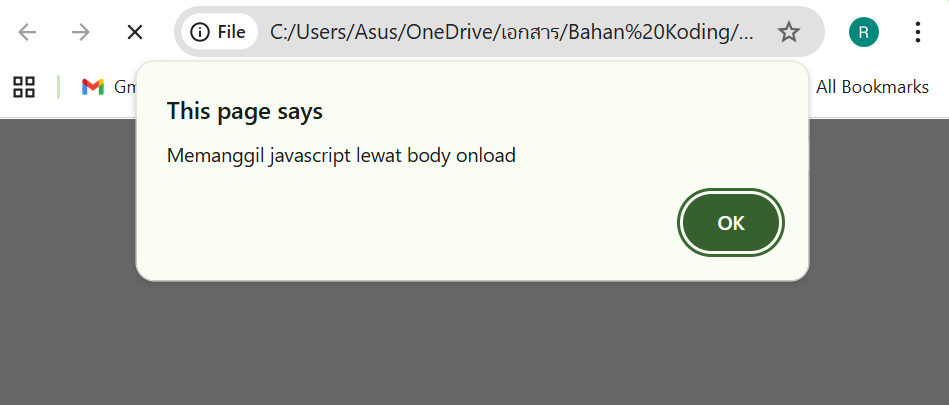 File C:/Users/Asus/OneDrive/เอกสาร/Bahan%20Koding/... R
Gm All Bookmarks
This page says
Memanggil javascript lewat body onload
OK